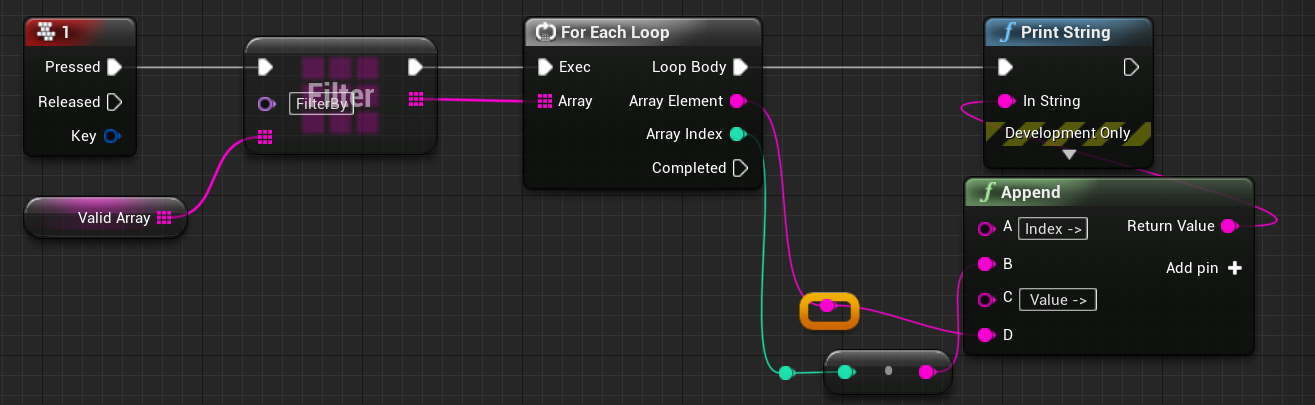 1
Pressed
Released
Key
Valid Array
Filter
FilterBy
For Each Loop
Exec
Loop Body
Array
Array Element
Array Index
Completed
Print String
In String
Development Only
Append
A
Index ->
Return Value
B
Add pin
C
Value ->
D